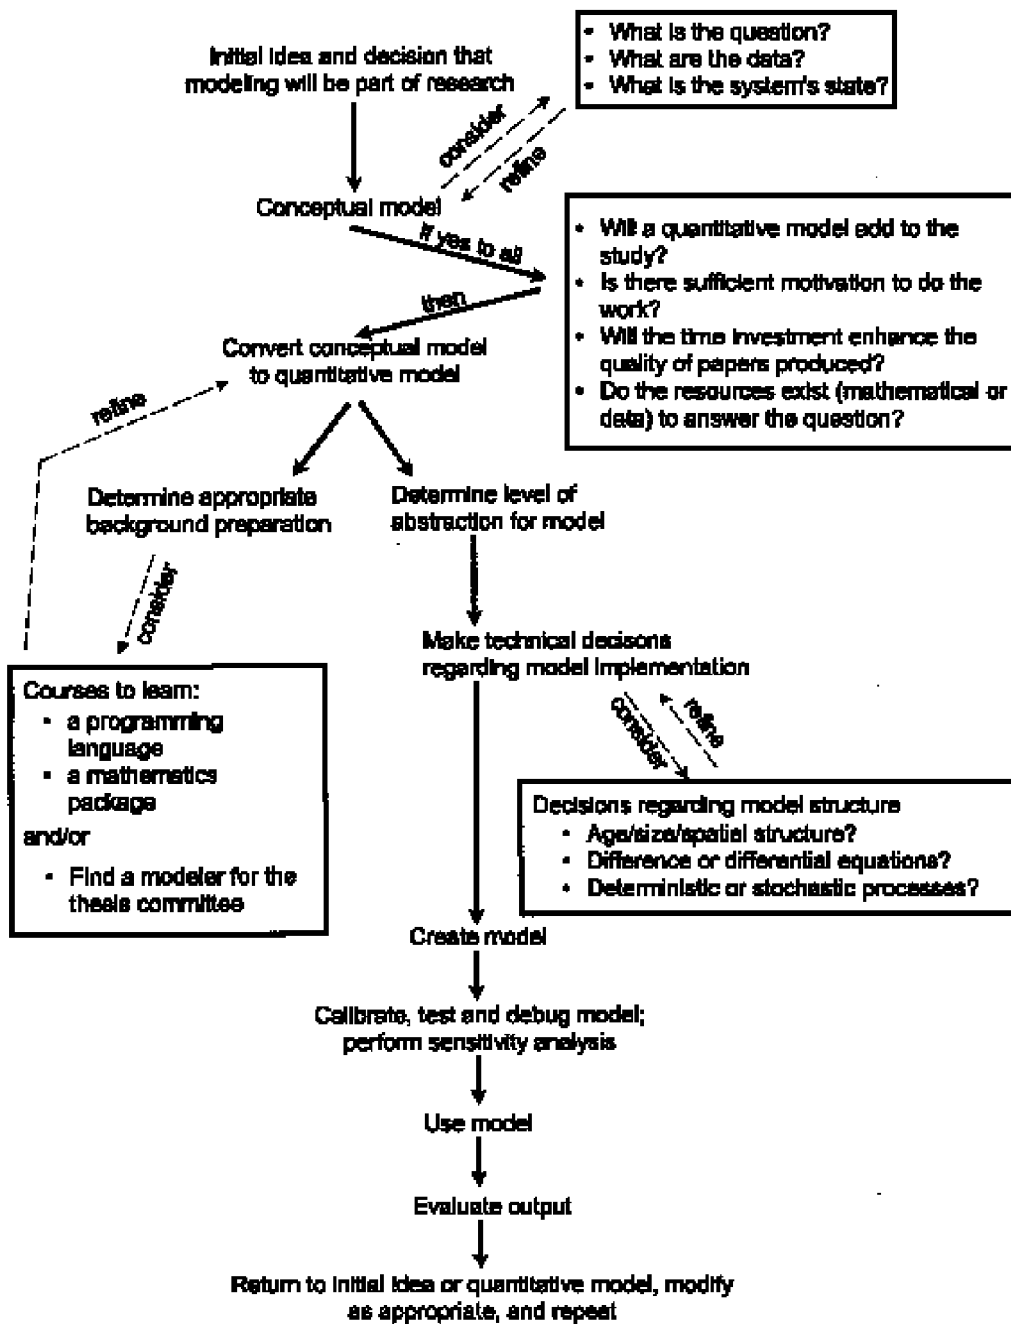 Initial idea and decision that
modeling will be part of research
• What is the question?
• What are the data?
• What is the system's state?
consider
refine
Conceptual model
if yes to all
• Will a quantitative model add to the
study?
• Is there sufficient motivation to do the
work?
• Will the time investment enhance the
quality of papers produced?
• Do the resources exist (mathematical or
data) to answer the question?
then
Convert conceptual model
to quantitative model
refine
Determine appropriate
background preparation
Determine level of
abstraction for model
consider
Make technical decisons
regarding model implementation
Courses to learn:
• a programming
language
• a mathematics
package
and/or
• Find a modeler for the
thesis committee
consider
refine
Decisions regarding model structure
• Age/size/spatial structure?
• Difference or differential equations?
• Deterministic or stochastic processes?
Create model
Calibrate, test and debug model;
perform sensitivity analysis
Use model
Evaluate output
Return to initial idea or quantitative model, modify
as appropriate, and repeat